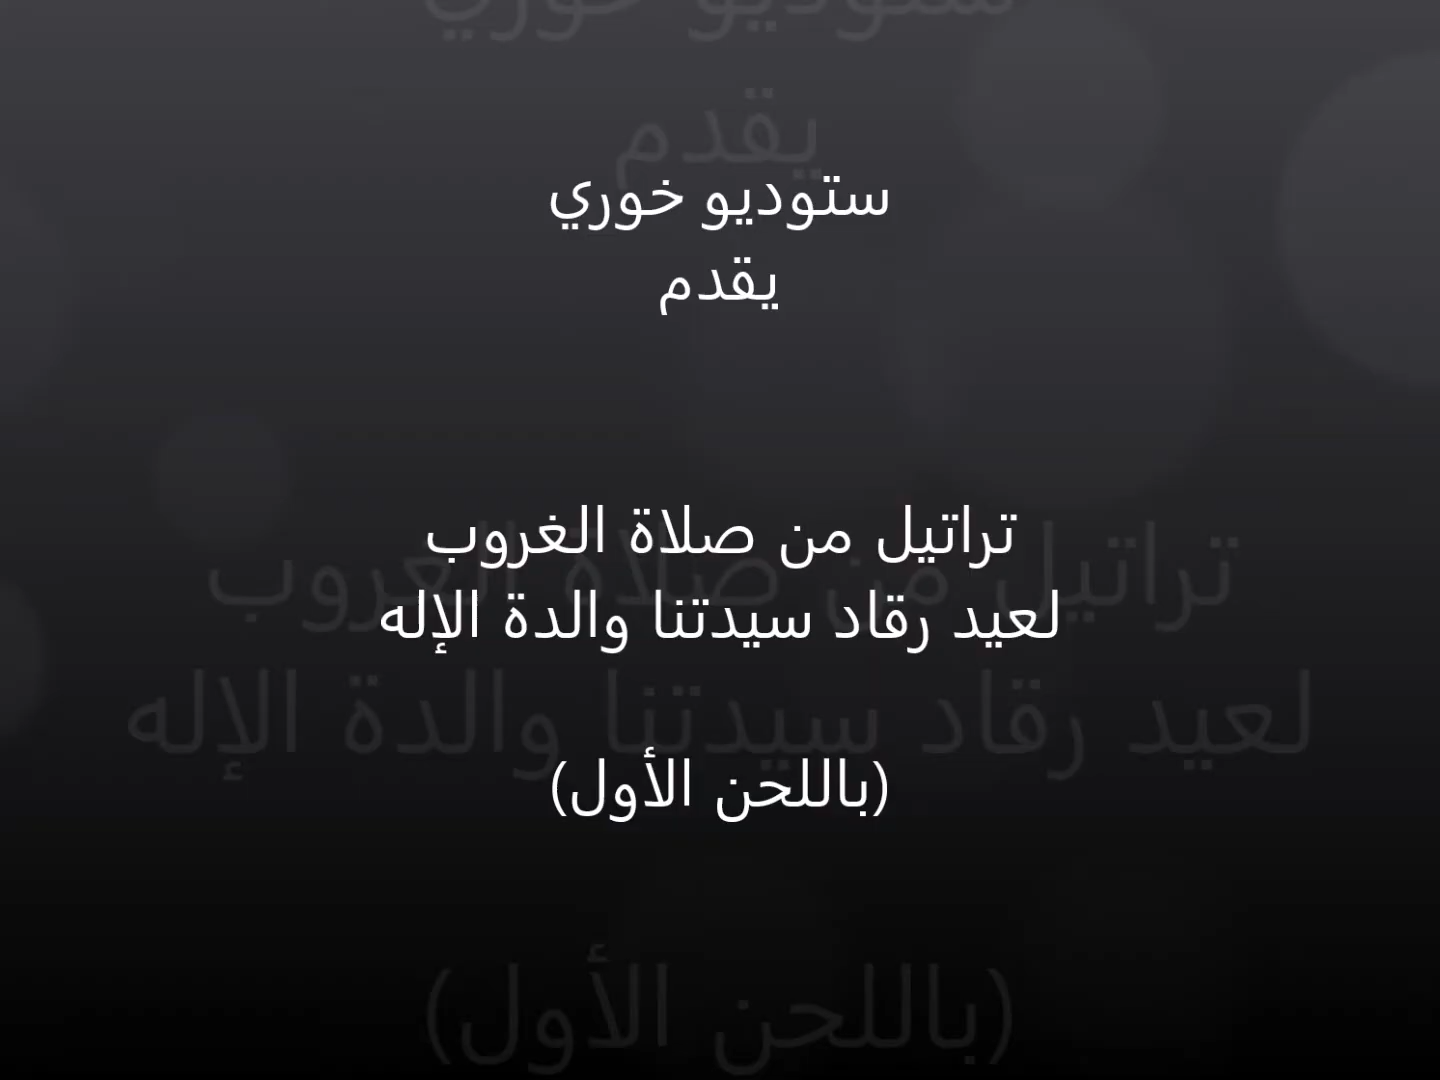 ستوديو خوري
يقدم
تراتيل من صلاة الغروب
لعيد رقاد سيدتنا والدة الإله
(باللحن الأول)